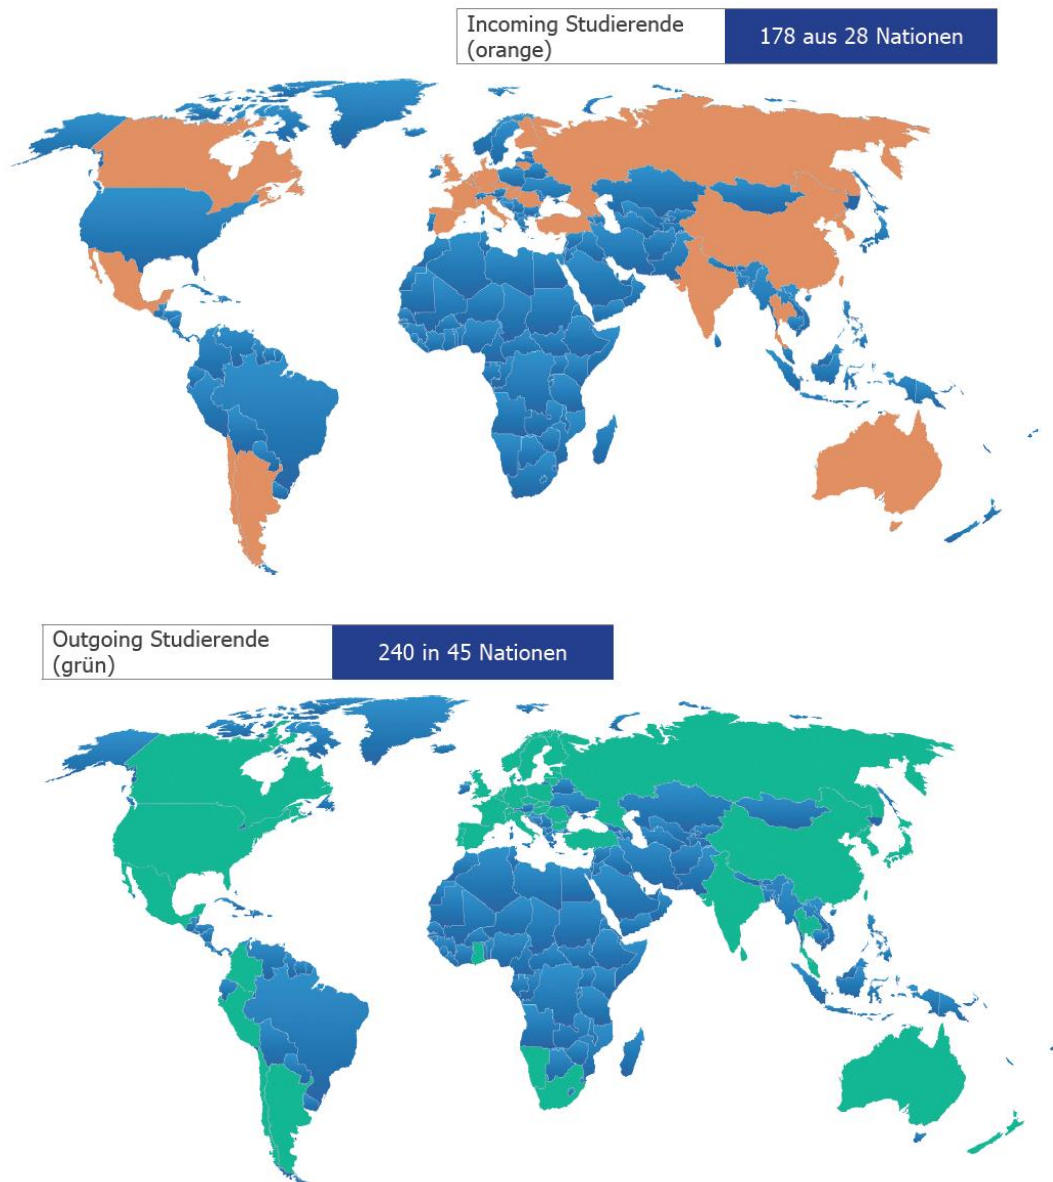 Incoming Studierende
(orange)
178 aus 28 Nationen
Outgoing Studierende
(grün)
240 in 45 Nationen